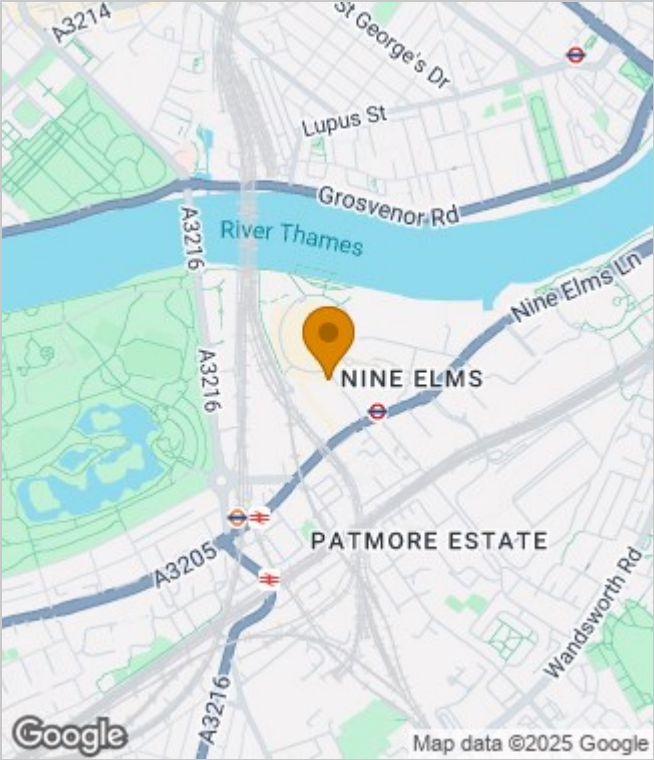 A3214
St George's Dr
Lupus St
Grosvenor Rd
River Thames
A3216
Nine Elms Ln
A3216
NINE ELMS
PATMORE ESTATE
A3205
Wandsworth Rd
A3216
Google
Map data ©2025 Google